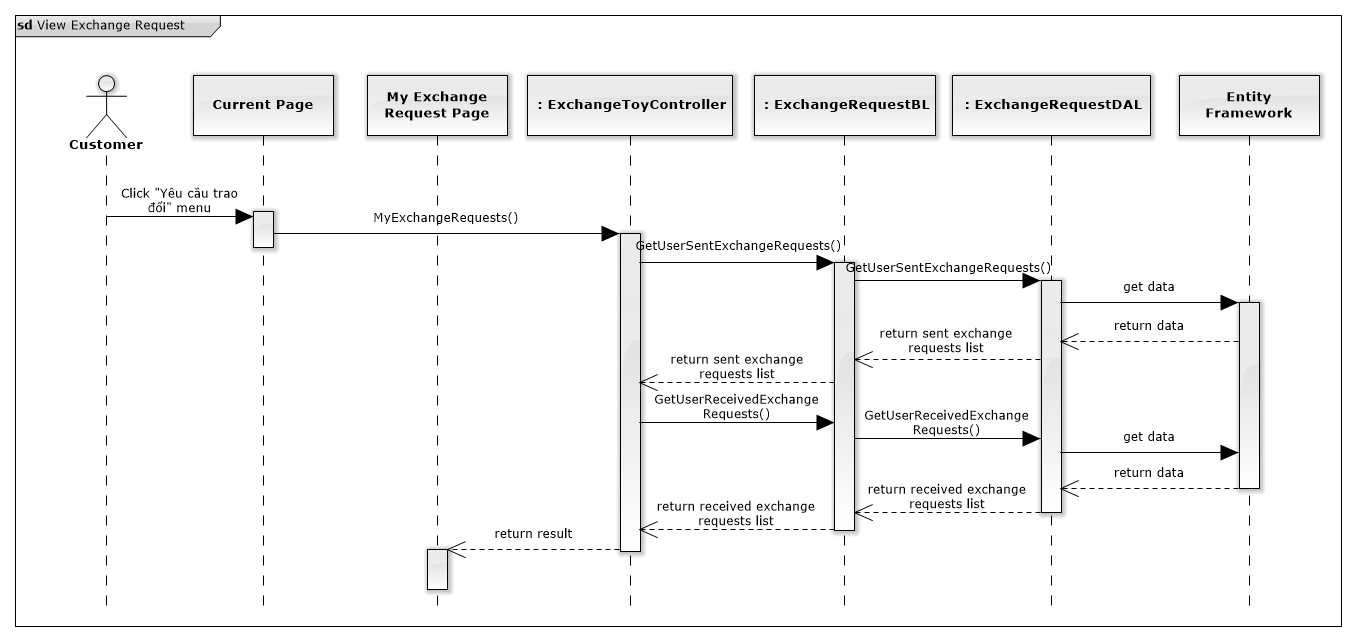 sd View Exchange Request
Customer
Current Page
My Exchange
Request Page
: ExchangeToyController
: ExchangeRequestBL
: ExchangeRequestDAL
Entity
Framework
Click "Yêu cầu trao
đổi" menu
MyExchangeRequests()
GetUserSentExchangeRequests()
GetUserSentExchangeRequests()
get data
return data
return sent exchange
requests list
return sent exchange
requests list
GetUserReceivedExchange
Requests()
GetUserReceivedExchange
Requests()
get data
return data
return received exchange
requests list
return received exchange
requests list
return result